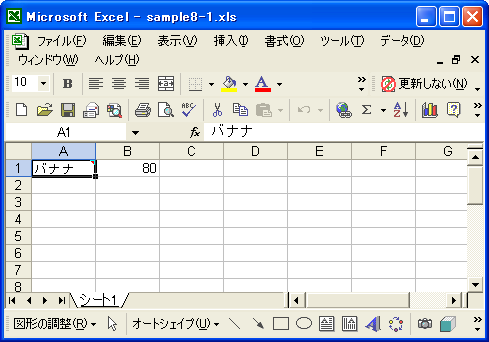 Microsoft Excel - sample8-1.xls
ファイル(F) 編集(E) 表示(V) 挿入(I) 書式(O) ツール(T) データ(D)
ウィンドウ(W) ヘルプ(H)
10 B A 更新しない(N)
ABC Σ A Z ?
A1 fx バナナ
A B C D E F G
1 バナナ 80
2
3
4
5
6
7
8
シート1
図形の調整(R) オートシェイプ(U) A